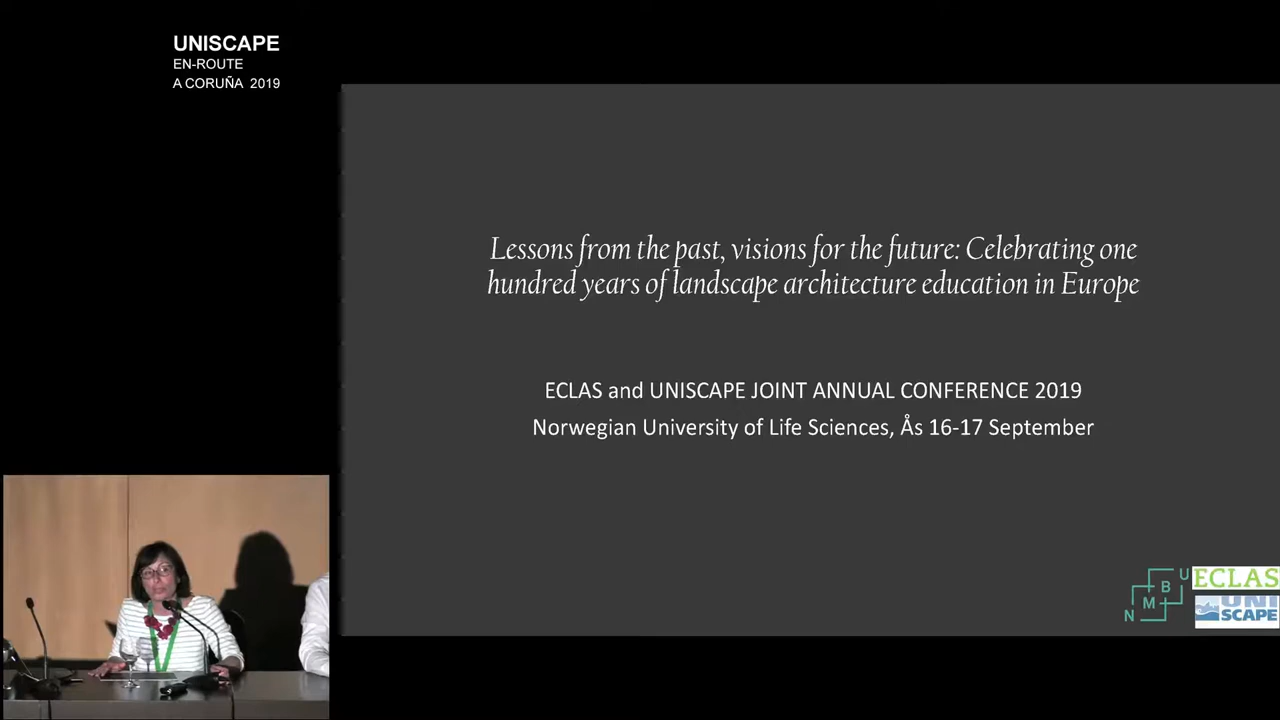 UNISCAPE
EN-ROUTE
A CORUÑA 2019
Lessons from the past, visions for the future: Celebrating one
hundred years of landscape architecture education in Europe
ECLAS and UNISCAPE JOINT ANNUAL CONFERENCE 2019
Norwegian University of Life Sciences, Ås 16-17 September
N M B U
ECLAS
UNI
SCAPE